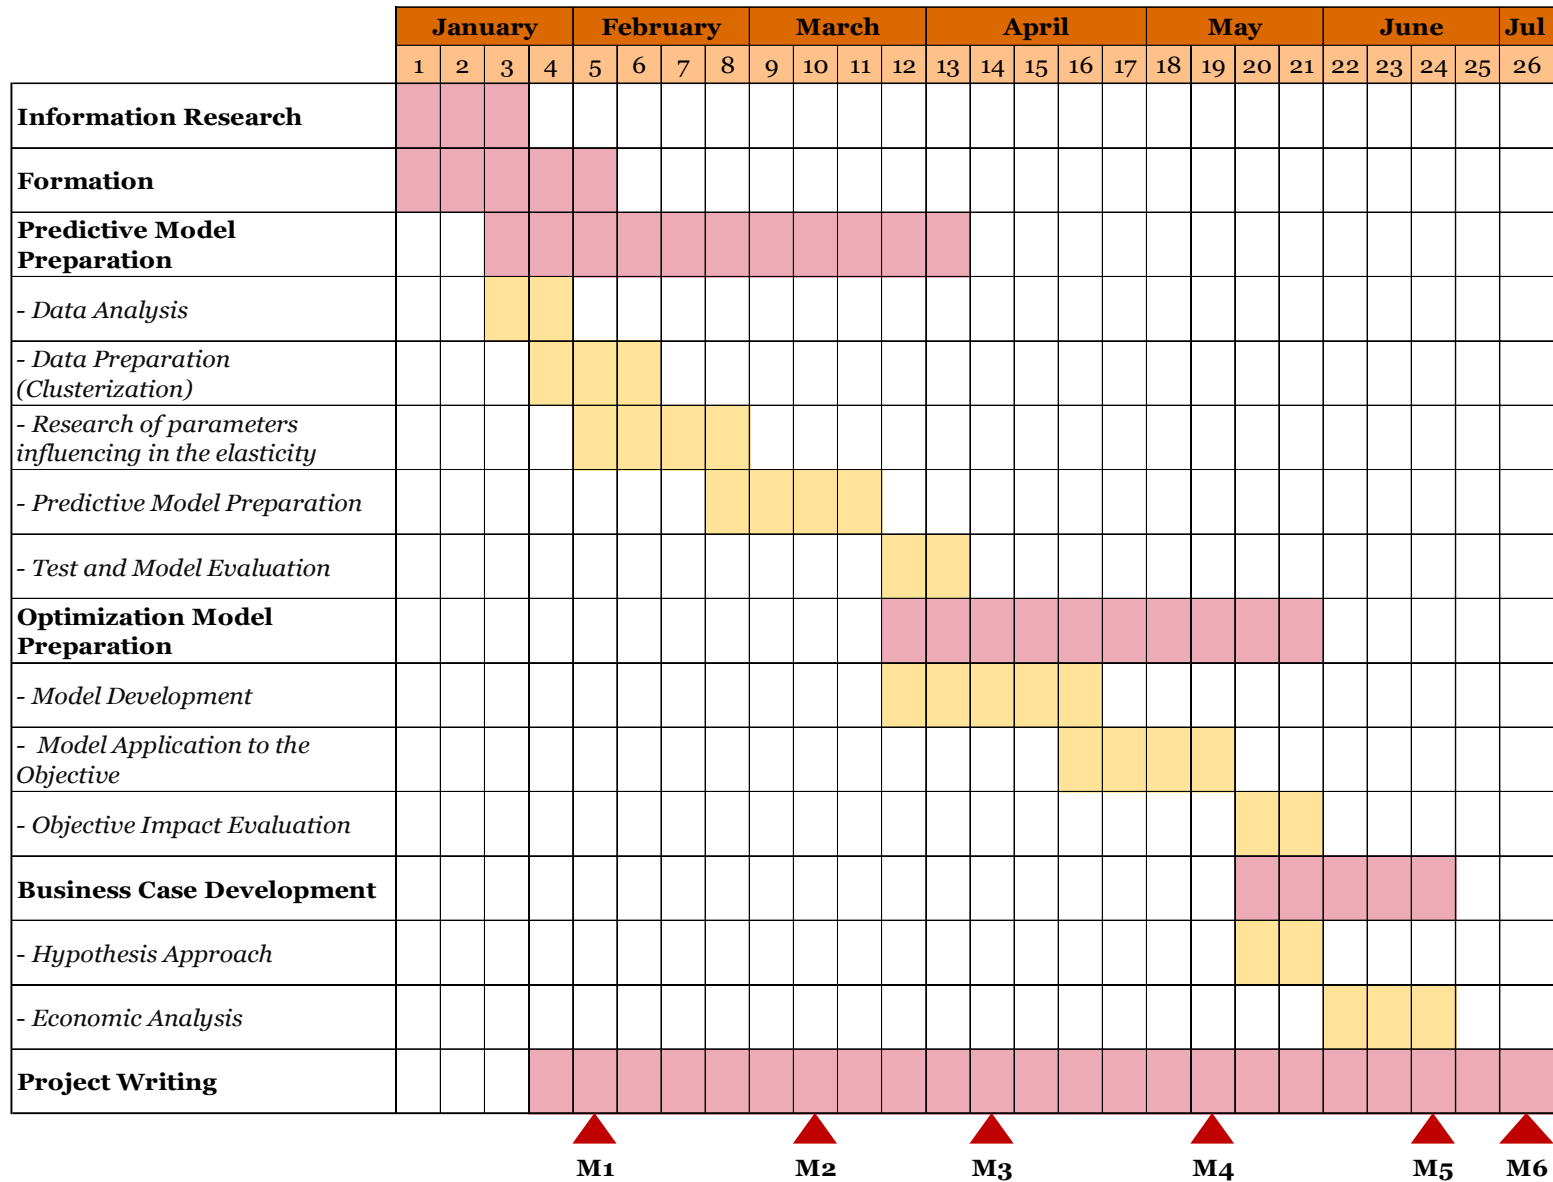 January February March April May June Jul
1 2 3 4 5 6 7 8 9 10 11 12 13 14 15 16 17 18 19 20 21 22 23 24 25 26
Information Research
Formation
Predictive Model
Preparation
- Data Analysis
- Data Preparation
(Clusterization)
- Research of parameters
influencing in the elasticity
- Predictive Model Preparation
- Test and Model Evaluation
Optimization Model
Preparation
- Model Development
- Model Application to the
Objective
- Objective Impact Evaluation
Business Case Development
- Hypothesis Approach
- Economic Analysis
Project Writing
M1 M2 M3 M4 M5 M6